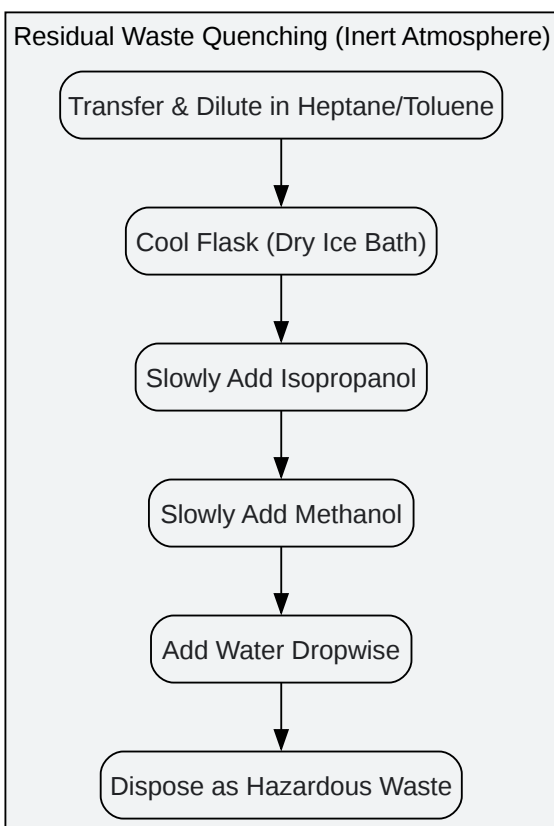 Residual Waste Quenching (Inert Atmosphere)
Transfer & Dilute in Heptane/Toluene
Cool Flask (Dry Ice Bath)
Slowly Add Isopropanol
Slowly Add Methanol
Add Water Dropwise
Dispose as Hazardous Waste